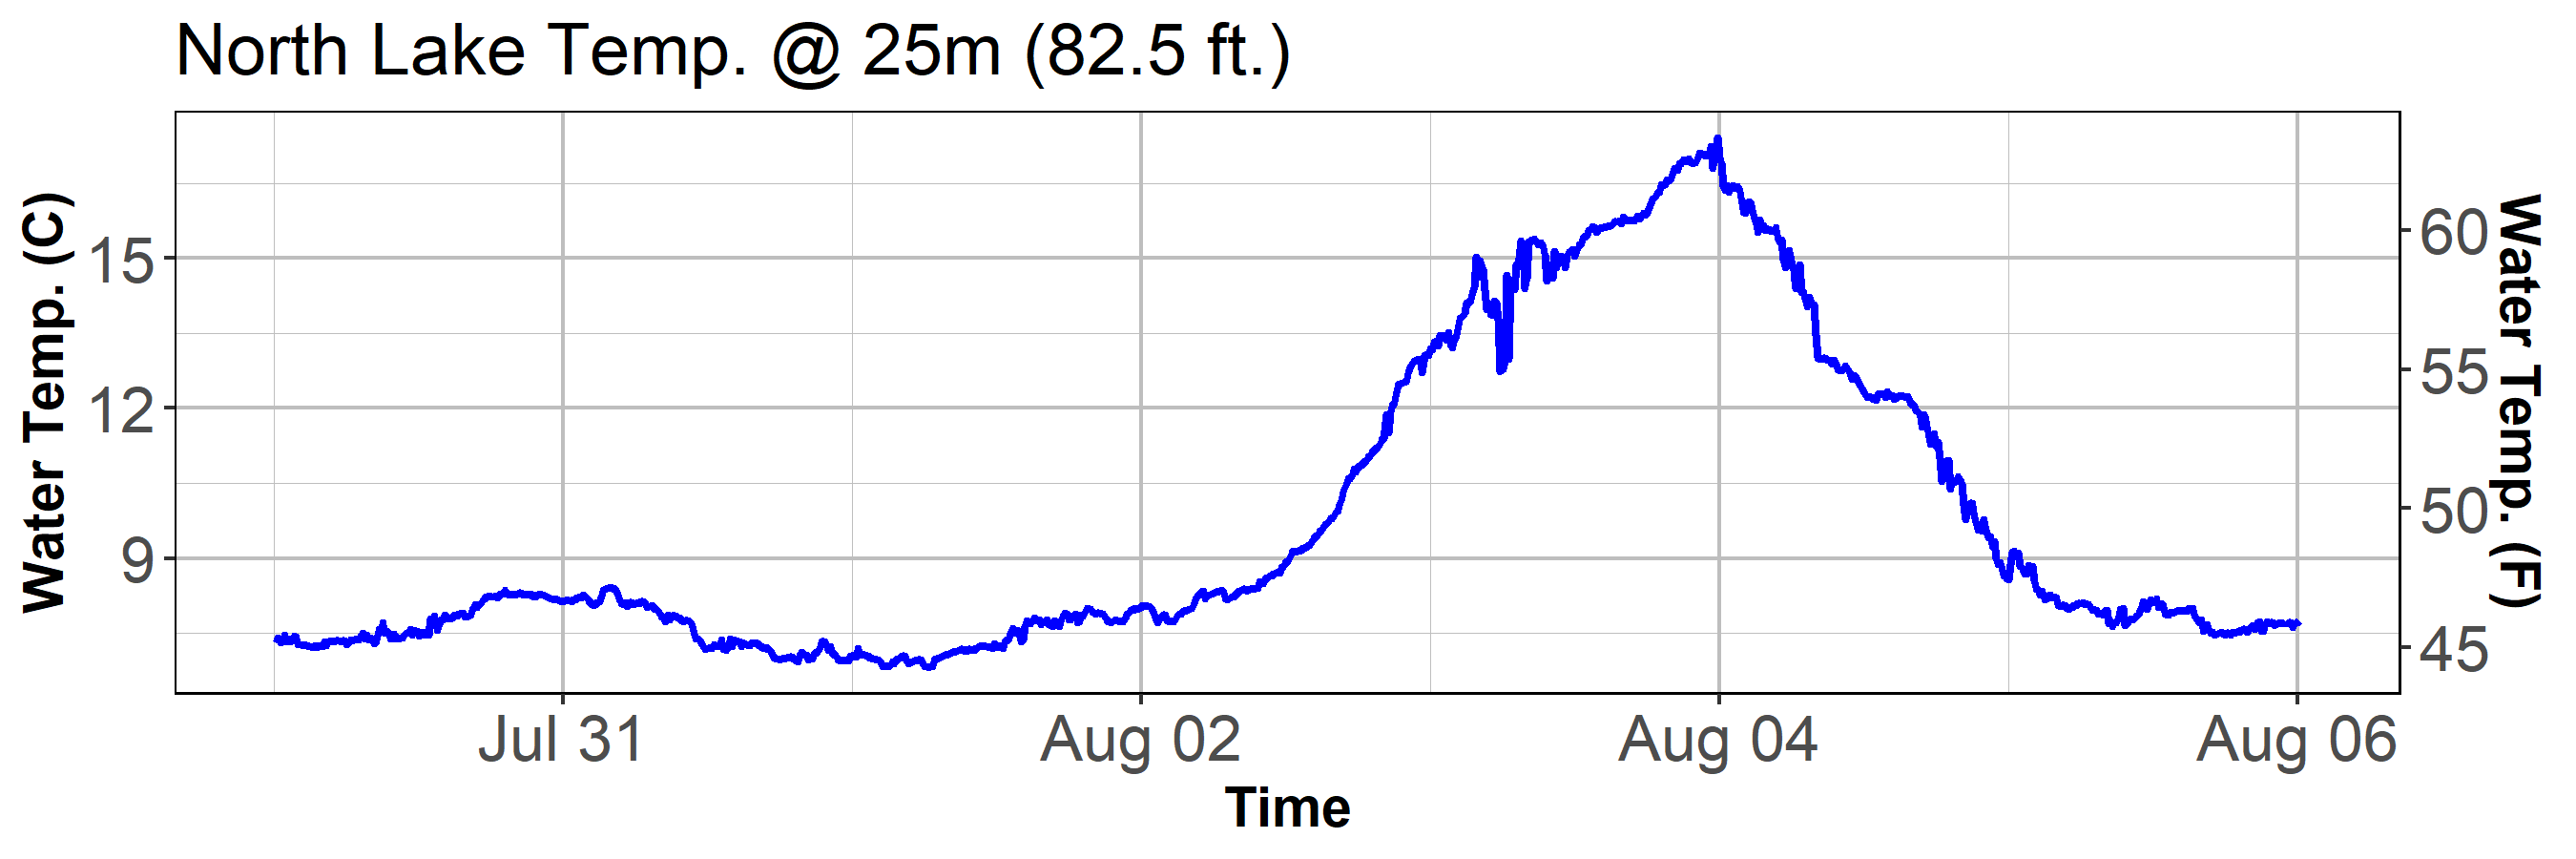 North Lake Temp. @ 25m (82.5 ft.)
Water Temp. (C)
15
12
9
60
55
50
45
Water Temp. (F)
Jul 31 Aug 02 Aug 04 Aug 06
Time